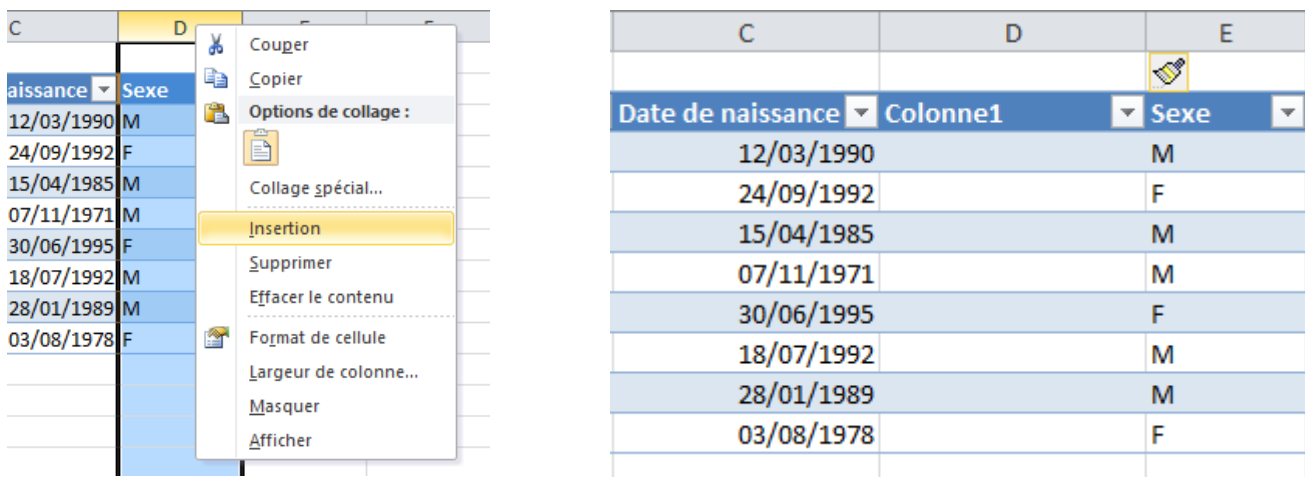 C D
Couper
Copier
Options de collage :
Collage spécial...
Insertion
Supprimer
Effacer le contenu
Format de cellule
Largeur de colonne...
Masquer
Afficher
aissance Sexe
12/03/1990 M
24/09/1992 F
15/04/1985 M
07/11/1971 M
30/06/1995 F
18/07/1992 M
28/01/1989 M
03/08/1978 F
C D E
Date de naissance Colonne1 Sexe
12/03/1990 M
24/09/1992 F
15/04/1985 M
07/11/1971 M
30/06/1995 F
18/07/1992 M
28/01/1989 M
03/08/1978 F